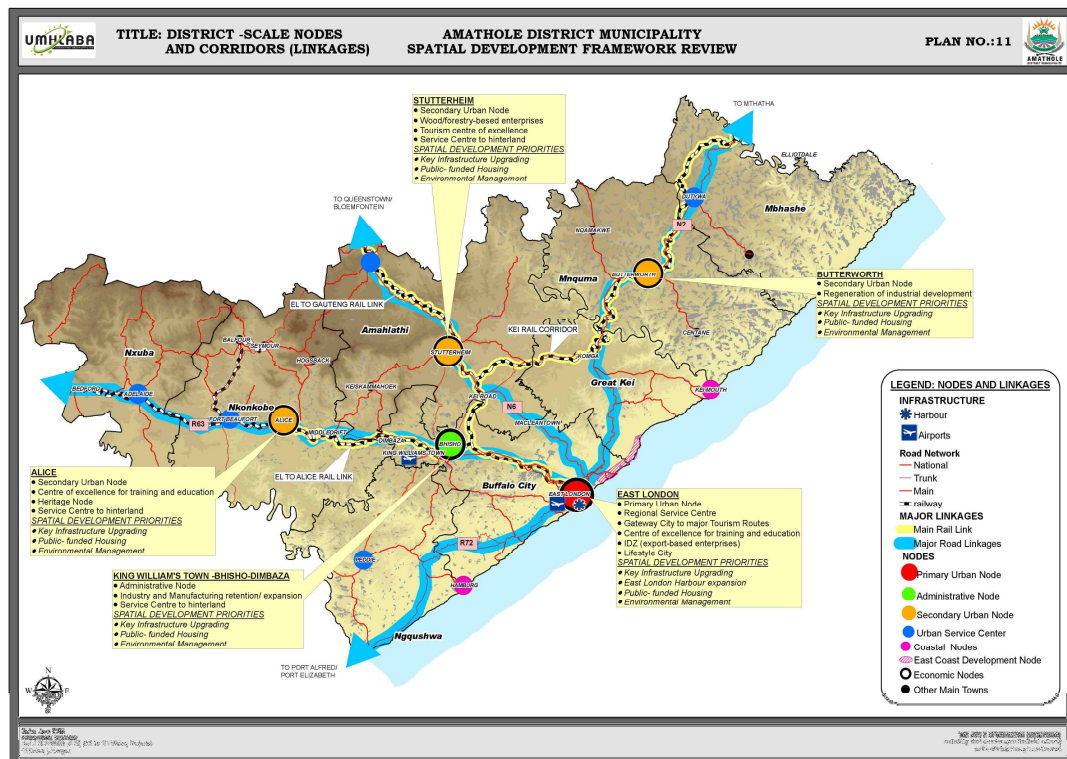 UMHLABA
TITLE: DISTRICT -SCALE NODES
AND CORRIDORS (LINKAGES)
AMATHOLE DISTRICT MUNICIPALITY
SPATIAL DEVELOPMENT FRAMEWORK REVIEW
PLAN NO.:11
AMATHOLE
DISTRICT MUNICIPALITY
STUTTERHEIM
• Secondary Urban Node
• Wood/forestry-besed enterprises
• Tourism centre of excellence
• Service Centre to hinterland
SPATIAL DEVELOPMENT PRIORITIES
• Key Infrastructure Upgrading
• Public- funded Housing
• Environmental Management
TO MTHATHA
ELLIOTDALE
DUTYWA
Mbhashe
TO QUEENSTOWN/
BLOEMFONTEIN
NQAMAKWE
N2
Mnquma
BUTTERWORTH
BUTTERWORTH
• Secondary Urban Node
• Regeneration of industrial development
SPATIAL DEVELOPMENT PRIORITIES
• Key Infrastructure Upgrading
• Public- funded Housing
• Environmental Management
EL TO GAUTENG RAIL LINK
KEI RAIL CORRIDOR
Amahlathi
CENTANE
BALFOUR
SEYMOUR
Nxuba
HOGSBACK
STUTTERHEIM
KOMGA
Great Kei
KEI MOUTH
BEDFORD
ADELAIDE
KEISKAMMAHOEK
Nkonkobe
KEI ROAD
N6
MACLEANTOWN
R63
FORT BEAUFORT
ALICE
MIDDLEDRIFT
DIMBAZA
BHISHO
KING WILLIAMS TOWN
EL TO ALICE RAIL LINK
Buffalo City
EAST LONDON
ALICE
• Secondary Urban Node
• Centre of excellence for training and education
• Heritage Node
• Service Centre to hinterland
SPATIAL DEVELOPMENT PRIORITIES
• Key Infrastructure Upgrading
• Public- funded Housing
• Environmental Management
EAST LONDON
• Primary Urban Node
• Regional Service Centre
• Gateway City to major Tourism Routes
• Centre of excellence for training and education
• IDZ (export-based enterprises)
• Lifestyle City
SPATIAL DEVELOPMENT PRIORITIES
• Key Infrastructure Upgrading
• East London Harbour expansion
• Public- funded Housing
• Environmental Management
R72
PEDDIE
HAMBURG
KING WILLIAM'S TOWN -BHISHO-DIMBAZA
• Administrative Node
• Industry and Manufacturing retention/ expansion
• Service Centre to hinterland
SPATIAL DEVELOPMENT PRIORITIES
• Key Infrastructure Upgrading
• Public- funded Housing
• Environmental Management
Ngqushwa
TO PORT ALFRED/
PORT ELIZABETH
LEGEND: NODES AND LINKAGES
INFRASTRUCTURE
Harbour
Airports
Road Network
National
Trunk
Main
railway
MAJOR LINKAGES
Main Rail Link
Major Road Linkages
NODES
Primary Urban Node
Administrative Node
Secondary Urban Node
Urban Service Center
Coastal Nodes
East Coast Development Node
Economic Nodes
Other Main Towns
N
W
E
S